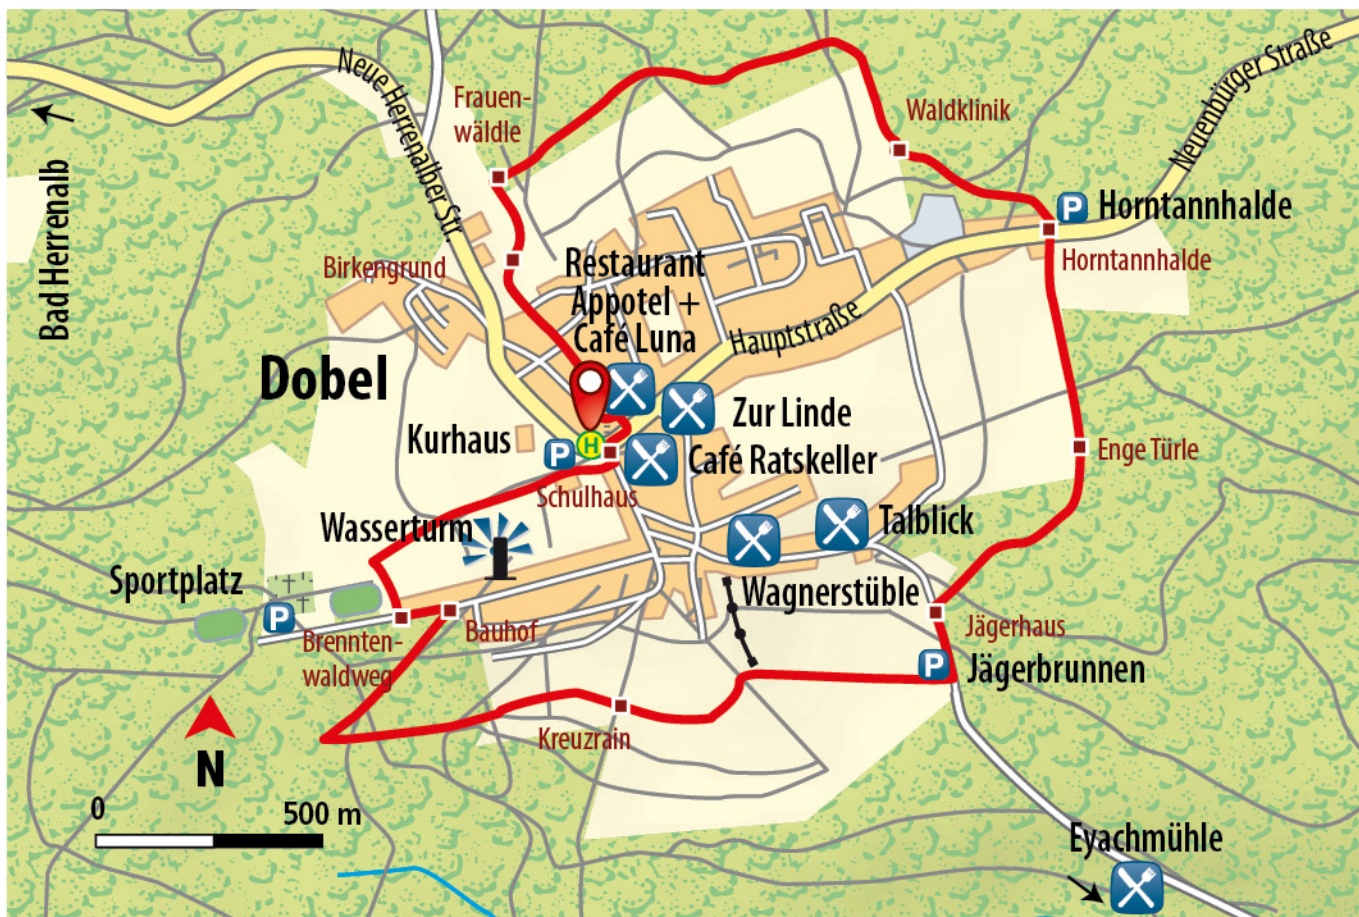 Neue Herrenalber Str.
Frauen-
wäldle
Waldklinik
Neuenbürger Straße
Bad Herrenalb
P
Horntannhalde
Horntannhalde
Birkengrund
Restaurant
Appotel +
Café Luna
Hauptstraße
Dobel
Zur Linde
Kurhaus
H
P
Café Ratskeller
Enge Türle
Schulhaus
Wasserturm
Talblick
Sportplatz
Wagnerstüble
P
Bauhof
Jägerhaus
Brennten-
waldweg
P
Jägerbrunnen
Kreuzrain
N
0
500 m
Eyachmühle